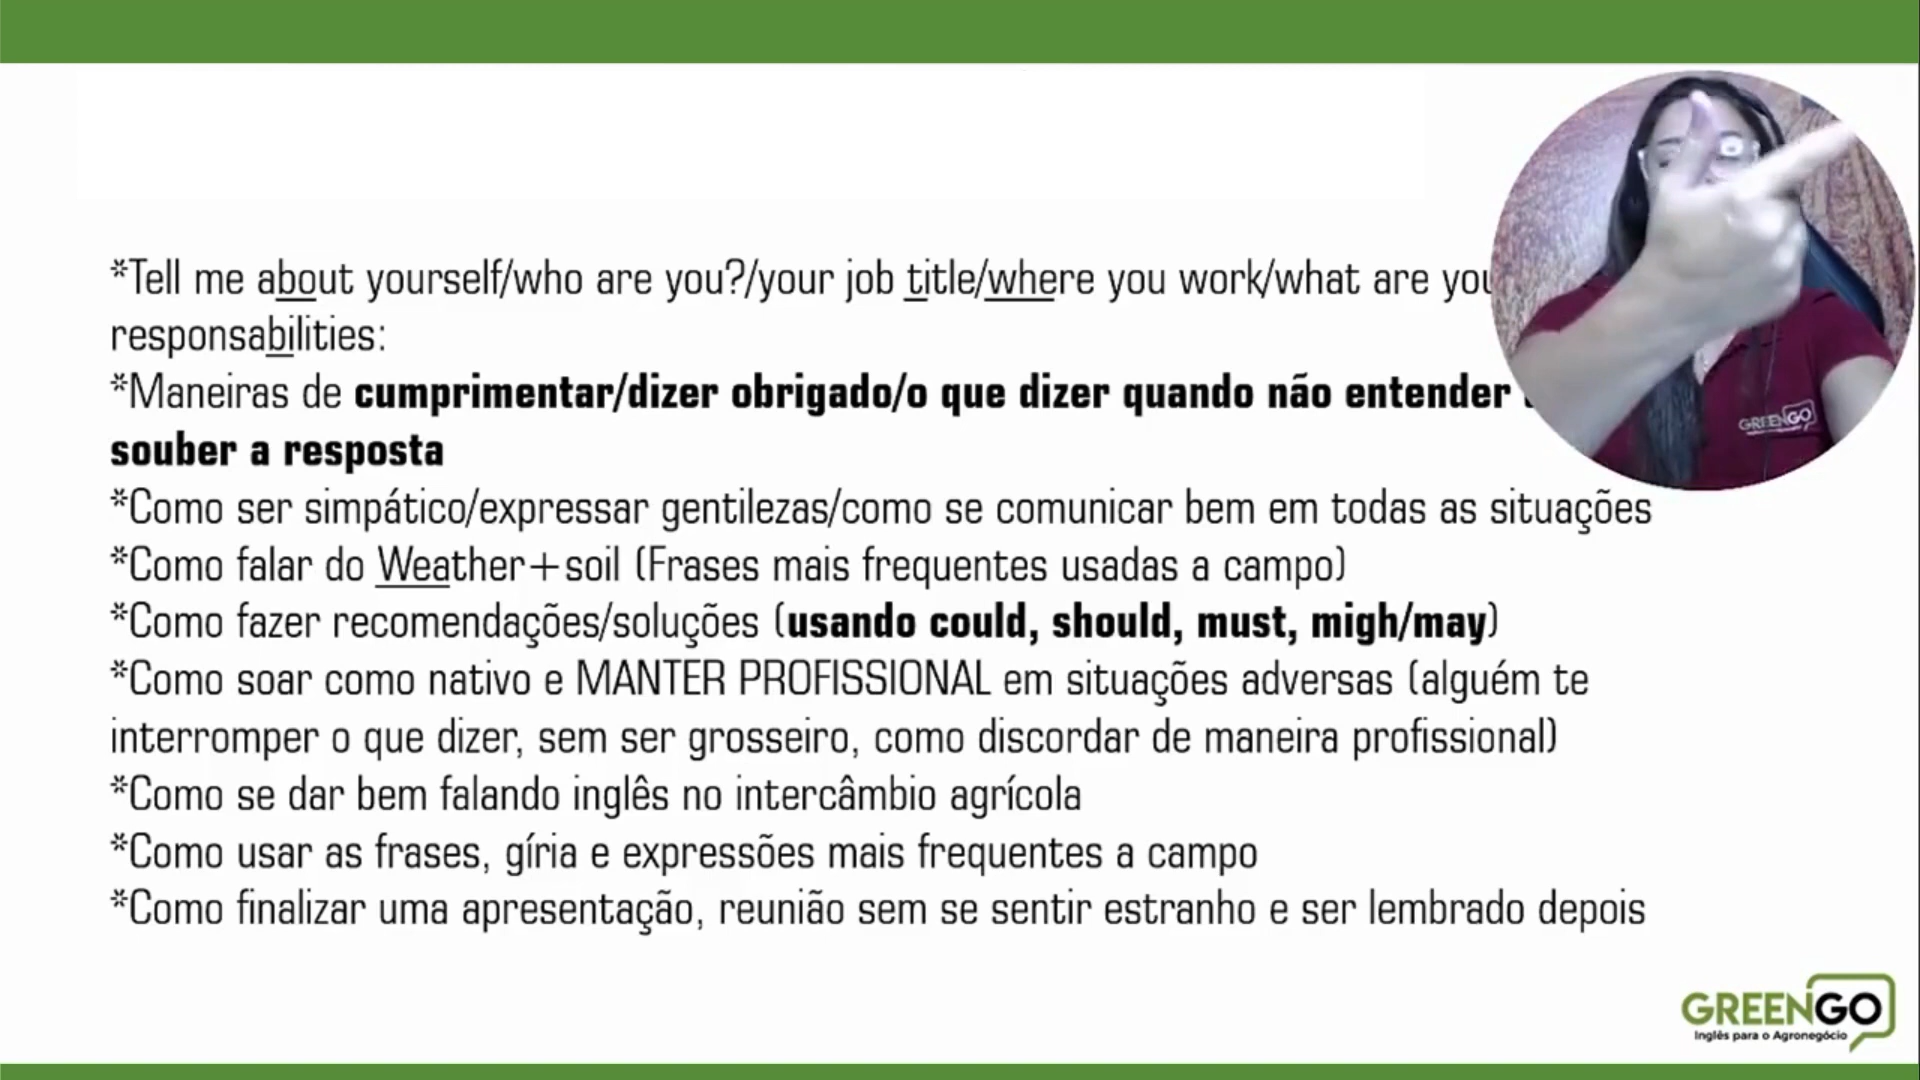 *Tell me about yourself/who are you?/your job title/where you work/what are
responsabilities:
*Maneiras de cumprimentar/dizer obrigado/o que dizer quando não entender
souber a resposta
GREENGO
*Como ser simpático/expressar gentilezas/como se comunicar bem em todas as situações
*Como falar do Weather+soil (Frases mais frequentes usadas a campo)
*Como fazer recomendações/soluções (usando could, should, must, migh/may)
*Como soar como nativo e MANTER PROFISSIONAL em situações adversas (alguém te
interromper o que dizer, sem ser grosseiro, como discordar de maneira profissional)
*Como se dar bem falando inglês no intercâmbio agrícola
*Como usar as frases, gíria e expressões mais frequentes a campo
*Como finalizar uma apresentação, reunião sem se sentir estranho e ser lembrado depois
GREENGO
Inglês para o Agronegócio